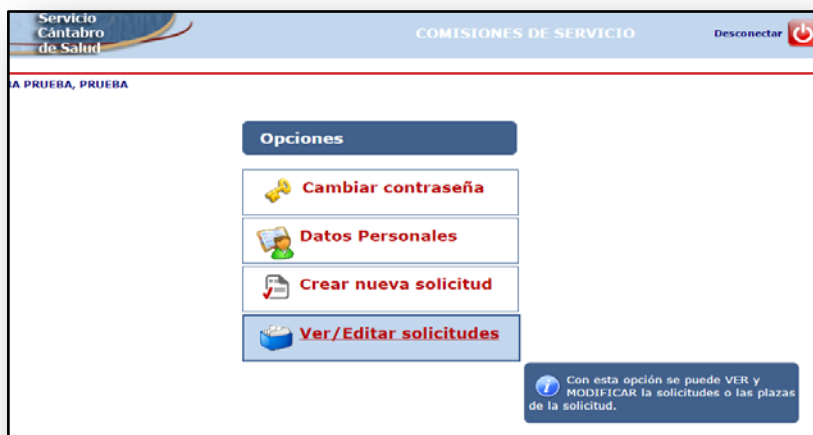 Servicio
Cántabro
de Salud
COMISIONES DE SERVICIO
Desconectar
A PRUEBA, PRUEBA
Opciones
Cambiar contraseña
Datos Personales
Crear nueva solicitud
Ver/Editar solicitudes
Con esta opción se puede VER y
MODIFICAR la solicitudes o las plazas
de la solicitud.